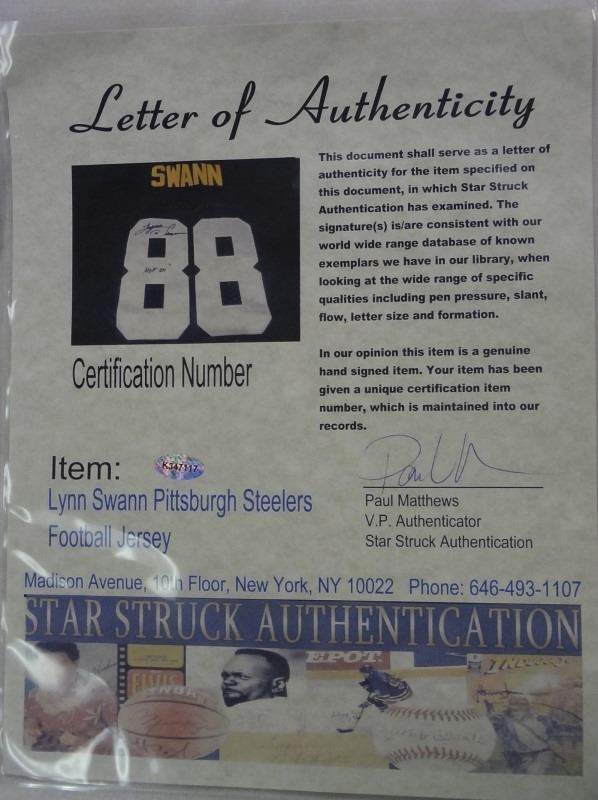 Letter of Authenticity
This document shall serve as a letter of
authenticity for the item specified on
this document, in which Star Struck
Authentication has examined. The
signature(s) is/are consistent with our
world wide range database of known
exemplars we have in our library, when
looking at the wide range of specific
qualities including pen pressure, slant,
flow, letter size and formation.
In our opinion this item is a genuine
hand signed item. Your item has been
given a unique certification item
number, which is maintained into our
records.
SWANN
88
HOF 01
Certification Number
K347117
Item:
Lynn Swann Pittsburgh Steelers
Football Jersey
Paul Matthews
V.P. Authenticator
Star Struck Authentication
Madison Avenue, 10th Floor, New York, NY 10022 Phone: 646-493-1107
STAR STRUCK AUTHENTICATION
ELVIS
NBA
EPOT
INDIANS